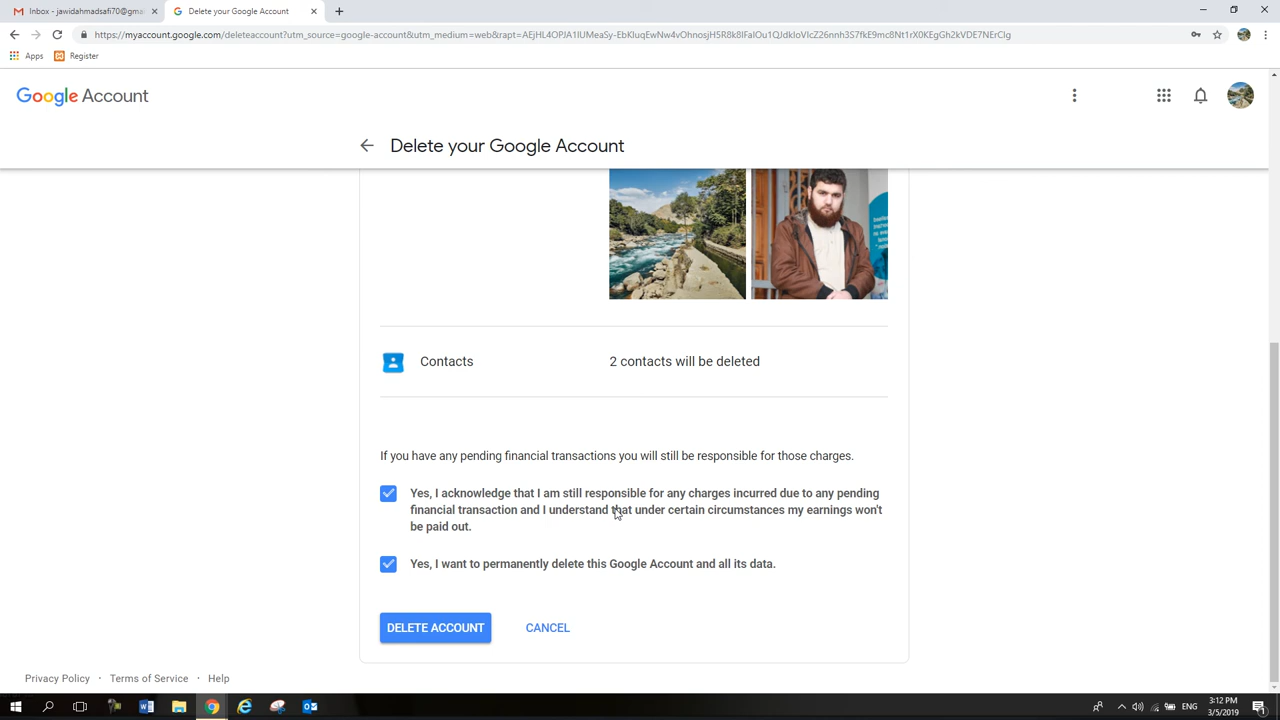 Inbox - jawidahmadsafi70@gma
Delete your Google Account
https://myaccount.google.com/deleteaccount?utm_source=google-account&utm_medium=web&rapt=
Apps Register
Google Account
Delete your Google Account
Contacts 2 contacts will be deleted
If you have any pending financial transactions you will still be responsible for those charges.
Yes, I acknowledge that I am still responsible for any charges incurred due to any pending
financial transaction and I understand that under certain circumstances my earnings won't
be paid out.
Yes, I want to permanently delete this Google Account and all its data.
DELETE ACCOUNT CANCEL
Privacy Policy · Terms of Service · Help
ENG
3:12 PM
3/5/2019